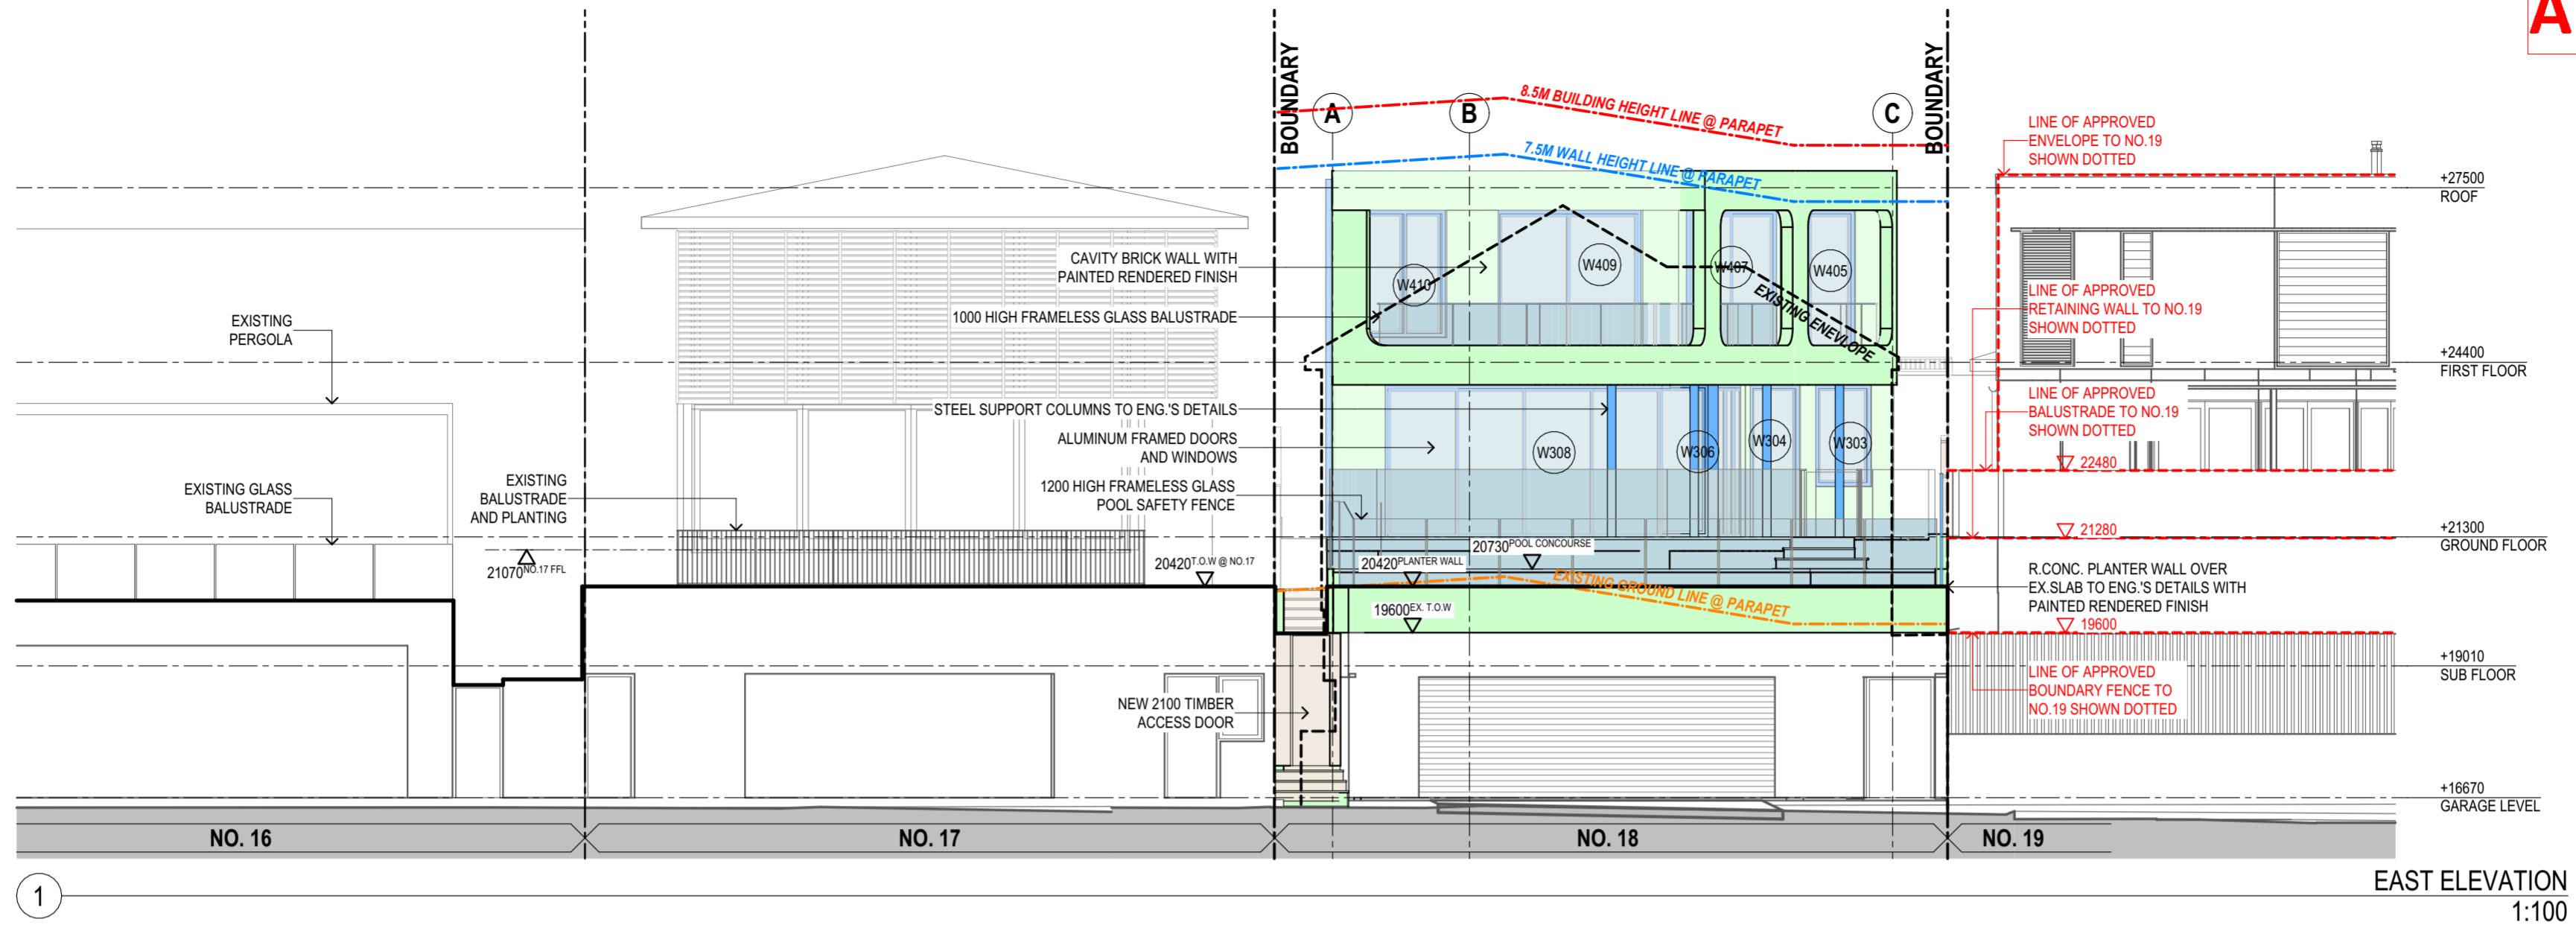 A
BOUNDARY
BOUNDARY
A
B
C
8.5M BUILDING HEIGHT LINE @ PARAPET
7.5M WALL HEIGHT LINE @ PARAPET
LINE OF APPROVED
ENVELOPE TO NO.19
SHOWN DOTTED
+27500
ROOF
CAVITY BRICK WALL WITH
PAINTED RENDERED FINISH
W410
W409
W407
W405
EXISTING ENEVLOPE
1000 HIGH FRAMELESS GLASS BALUSTRADE
LINE OF APPROVED
RETAINING WALL TO NO.19
SHOWN DOTTED
EXISTING
PERGOLA
+24400
FIRST FLOOR
STEEL SUPPORT COLUMNS TO ENG.'S DETAILS
LINE OF APPROVED
BALUSTRADE TO NO.19
SHOWN DOTTED
ALUMINUM FRAMED DOORS
AND WINDOWS
W308
W306
W304
W303
22480
EXISTING GLASS
BALUSTRADE
EXISTING
BALUSTRADE
AND PLANTING
1200 HIGH FRAMELESS GLASS
POOL SAFETY FENCE
21280
+21300
GROUND FLOOR
21070 NO.17 FFL
20420 T.O.W @ NO.17
20420 PLANTER WALL
20730 POOL CONCOURSE
EXISTING GROUND LINE @ PARAPET
R.CONC. PLANTER WALL OVER
EX.SLAB TO ENG.'S DETAILS WITH
PAINTED RENDERED FINISH
19600 EX. T.O.W
19600
+19010
SUB FLOOR
LINE OF APPROVED
BOUNDARY FENCE TO
NO.19 SHOWN DOTTED
NEW 2100 TIMBER
ACCESS DOOR
+16670
GARAGE LEVEL
NO. 16
NO. 17
NO. 18
NO. 19
1
EAST ELEVATION
1:100